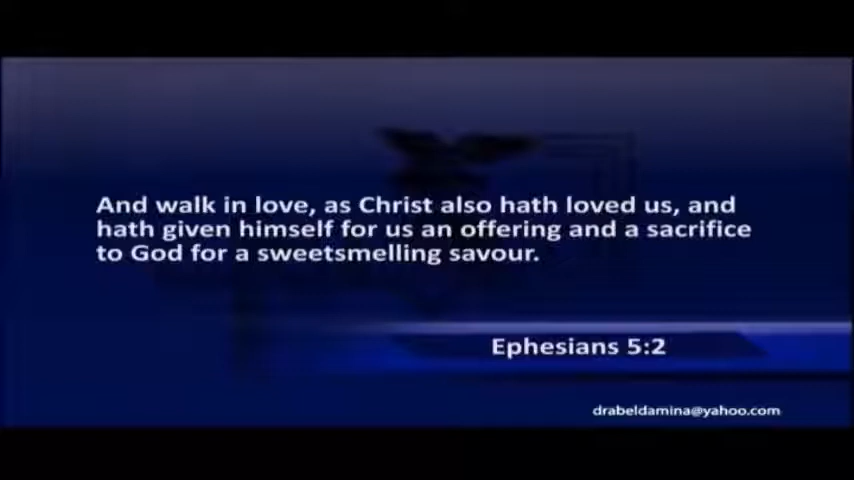 And walk in love, as Christ also hath loved us, and
hath given himself for us an offering and a sacrifice
to God for a sweetsmelling savour.
Ephesians 5:2
drabeldamina@yahoo.com